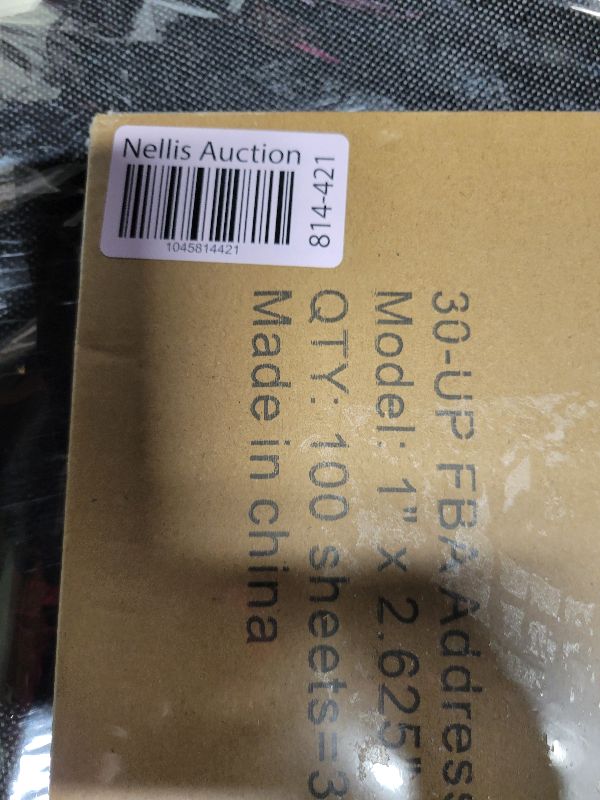 Nellis Auction
1045814421
814-421
30-UP FBA Address
Model: 1" x 2.625"
QTY: 100 sheets=3
Made in china